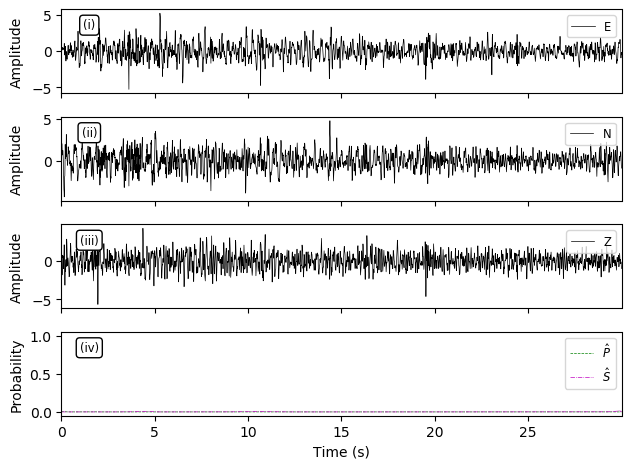 5
0
−5
Amplitude
(i)
E
5
0
Amplitude
(ii)
N
0
−5
Amplitude
(iii)
Z
1.0
0.5
0.0
Probability
(iv)
P̂
Ŝ
0 5 10 15 20 25
Time (s)